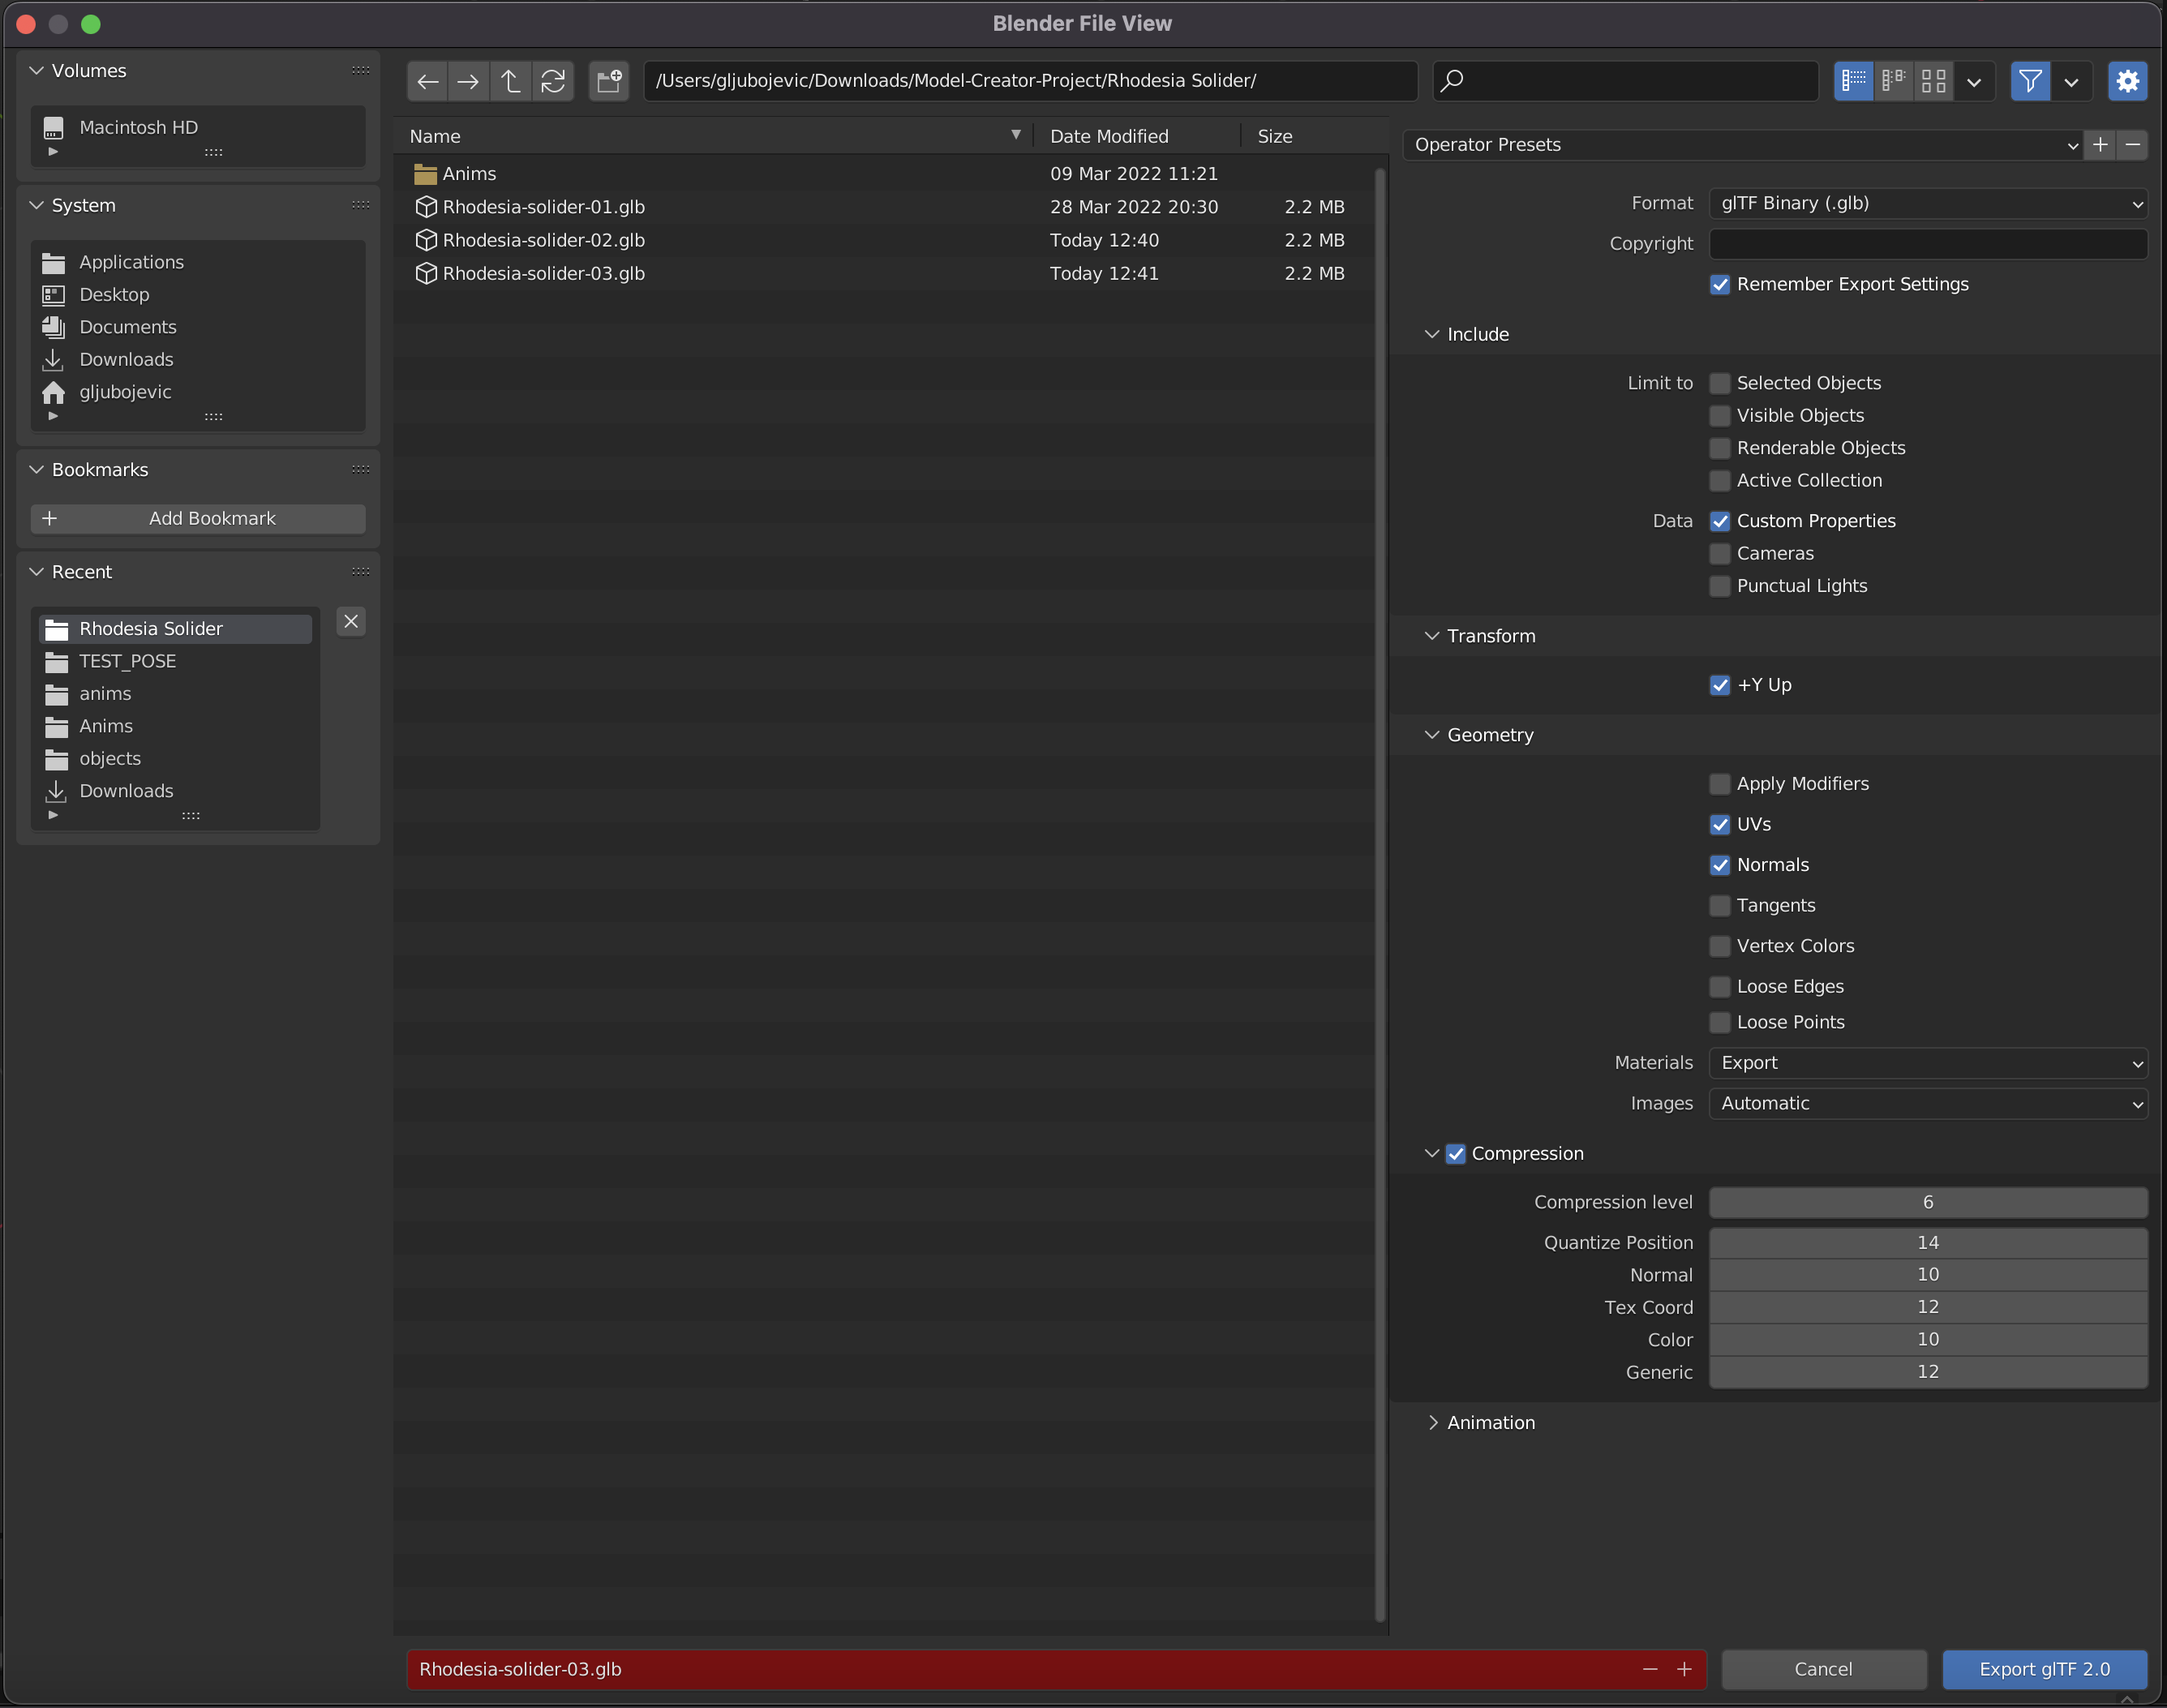 Blender File View
Volumes
Macintosh HD
System
Applications
Desktop
Documents
Downloads
gljubojevic
Bookmarks
Add Bookmark
Recent
Rhodesia Solider
TEST_POSE
anims
Anims
objects
Downloads
/Users/gljubojevic/Downloads/Model-Creator-Project/Rhodesia Solider/
Name Date Modified Size
Anims 09 Mar 2022 11:21
Rhodesia-solider-01.glb 28 Mar 2022 20:30 2.2 MB
Rhodesia-solider-02.glb Today 12:40 2.2 MB
Rhodesia-solider-03.glb Today 12:41 2.2 MB
Operator Presets
Format glTF Binary (.glb)
Copyright
Remember Export Settings
Include
Limit to Selected Objects
Visible Objects
Renderable Objects
Active Collection
Data Custom Properties
Cameras
Punctual Lights
Transform
+Y Up
Geometry
Apply Modifiers
UVs
Normals
Tangents
Vertex Colors
Loose Edges
Loose Points
Materials Export
Images Automatic
Compression
Compression level 6
Quantize Position 14
Normal 10
Tex Coord 12
Color 10
Generic 12
Animation
Rhodesia-solider-03.glb
Cancel
Export glTF 2.0